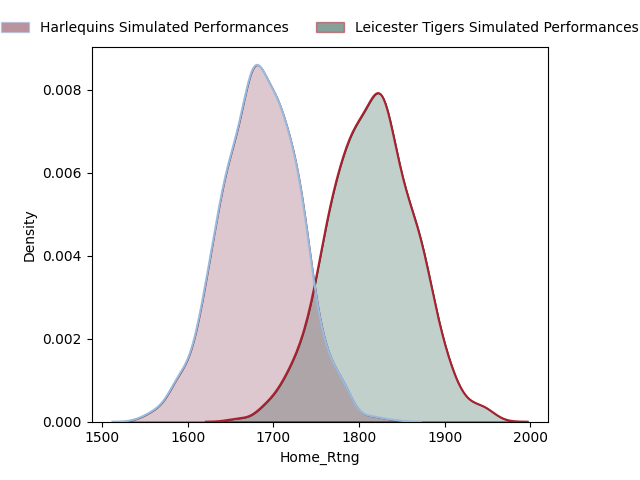 Harlequins Simulated Performances Leicester Tigers Simulated Performances
0.008
0.006
0.004
0.002
0.000
Density
1500 1600 1700 1800 1900 2000
Home_Rtng